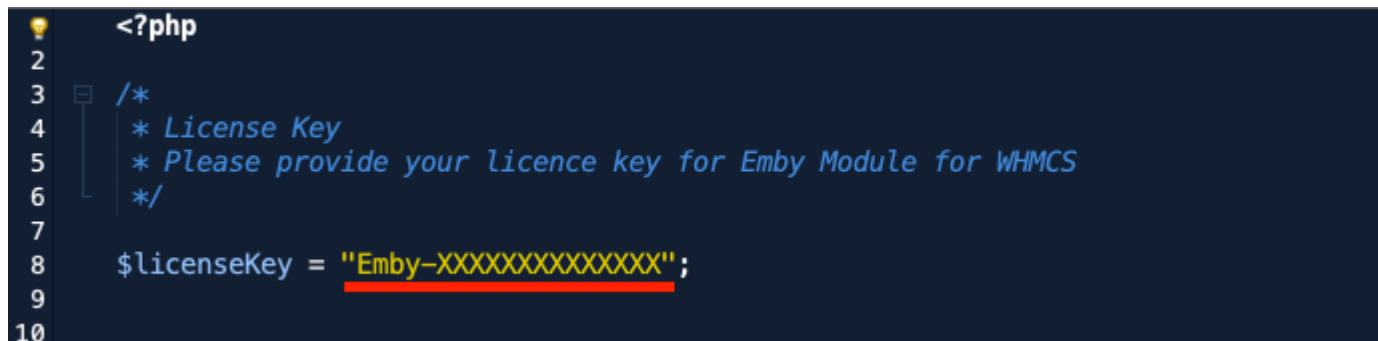 <?php
2
3 /*
4 * License Key
5 * Please provide your licence key for Emby Module for WHMCS
6 */
7
8 $licenseKey = "Emby-XXXXXXXXXXXXXX";
9
10